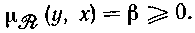 μ_ℛ (y, x) = β ⩾ 0.